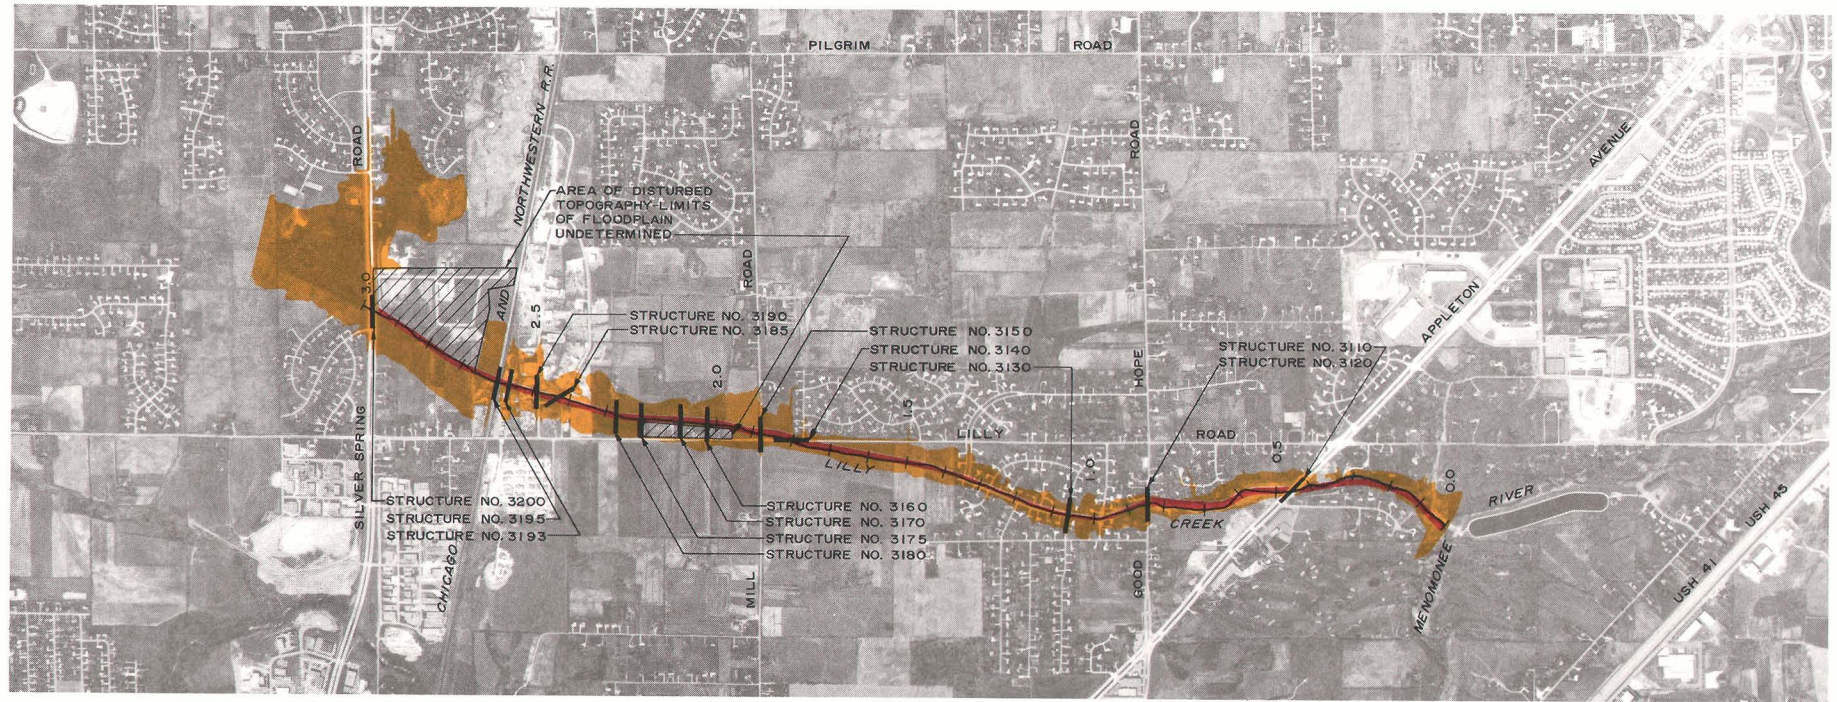 PILGRIM ROAD
ROAD
NORTHWESTERN R.R.
ROAD
AVENUE
AREA OF DISTURBED
TOPOGRAPHY-LIMITS
OF FLOODPLAIN
UNDETERMINED
ROAD
3.0
AND
2.5
STRUCTURE NO. 3190
STRUCTURE NO. 3185
STRUCTURE NO. 3150
STRUCTURE NO. 3140
STRUCTURE NO. 3130
STRUCTURE NO. 3110
STRUCTURE NO. 3120
APPLETON
HOPE
2.0
1.5
LILLY ROAD
LILLY
1.0
0.5
0.0
SILVER SPRING
STRUCTURE NO. 3200
STRUCTURE NO. 3195
STRUCTURE NO. 3193
STRUCTURE NO. 3160
STRUCTURE NO. 3170
STRUCTURE NO. 3175
STRUCTURE NO. 3180
CREEK
RIVER
USH 45
CHICAGO
MILL
GOOD
MENOMONEE
USH 41